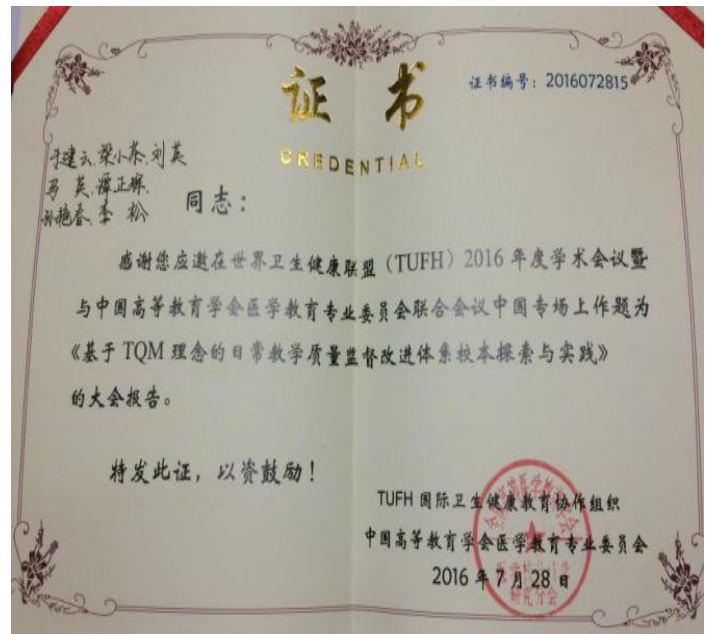 证书
证书编号：2016072815
CREDENTIAL
于建云、梁小茶、刘英
马英、谭正
孙艳春、李松
同志：
感谢您应邀在世界卫生健康联盟（TUFH）2016 年度学术会议暨
与中国高等教育学会医学教育专业委员会联合会议中国专场上作题为
《基于 TQM 理念的日常教学质量监督改进体系校本探索与实践》
的大会报告。
特发此证，以资鼓励！
TUFH 国际卫生健康教育协作组织
中国高等教育学会医学教育专业委员会
2016 年 7 月 28 日